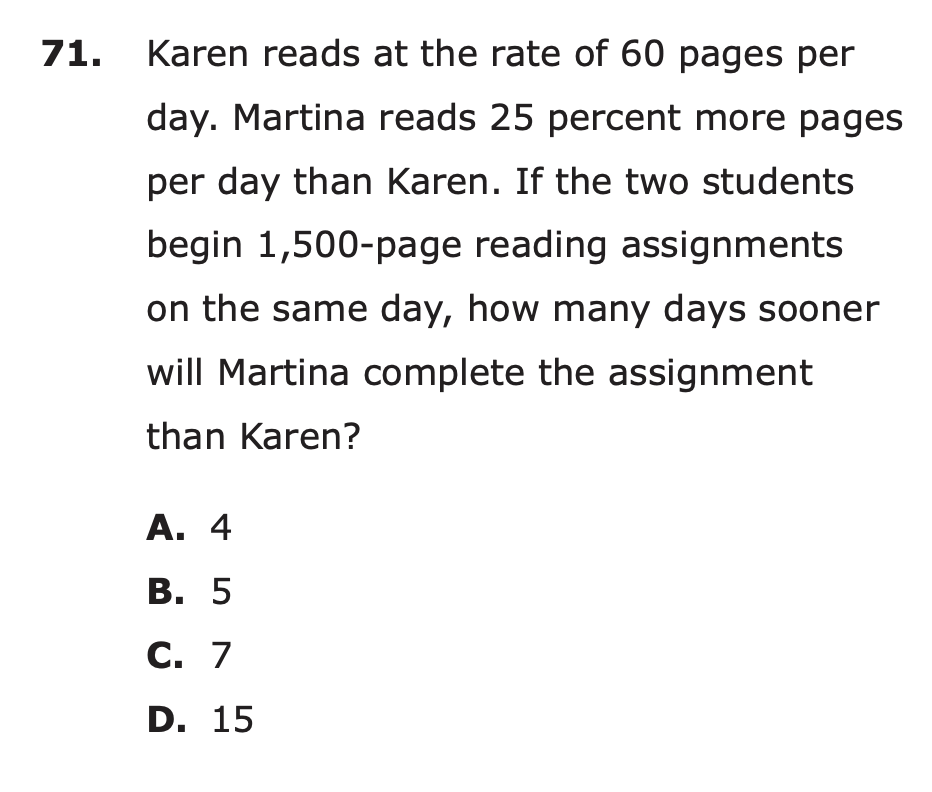 71. Karen reads at the rate of 60 pages per
day. Martina reads 25 percent more pages
per day than Karen. If the two students
begin 1,500-page reading assignments
on the same day, how many days sooner
will Martina complete the assignment
than Karen?
A. 4
B. 5
C. 7
D. 15